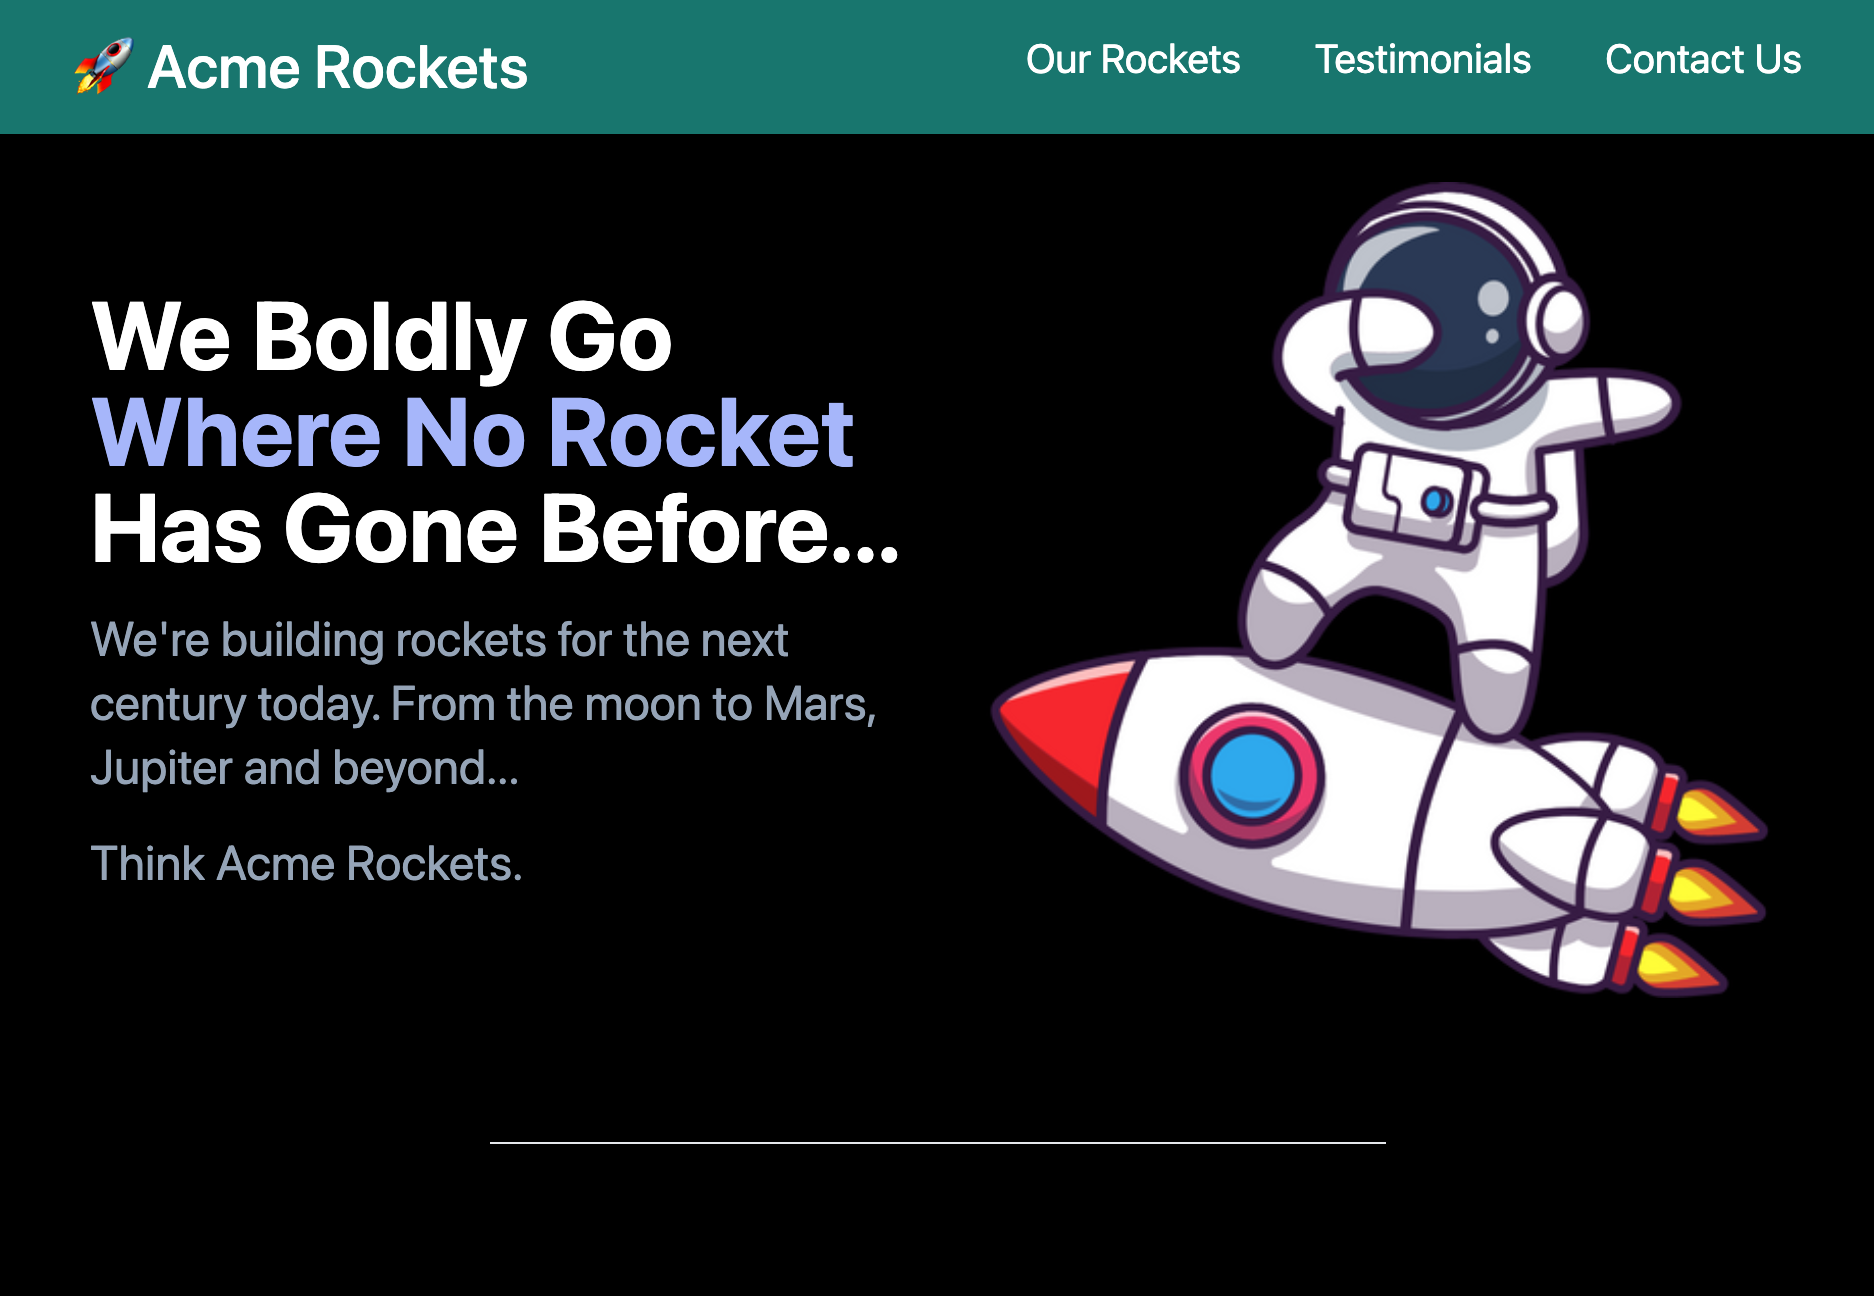 🚀 Acme Rockets
Our Rockets
Testimonials
Contact Us
We Boldly Go
Where No Rocket
Has Gone Before...
We're building rockets for the next
century today. From the moon to Mars,
Jupiter and beyond...
Think Acme Rockets.